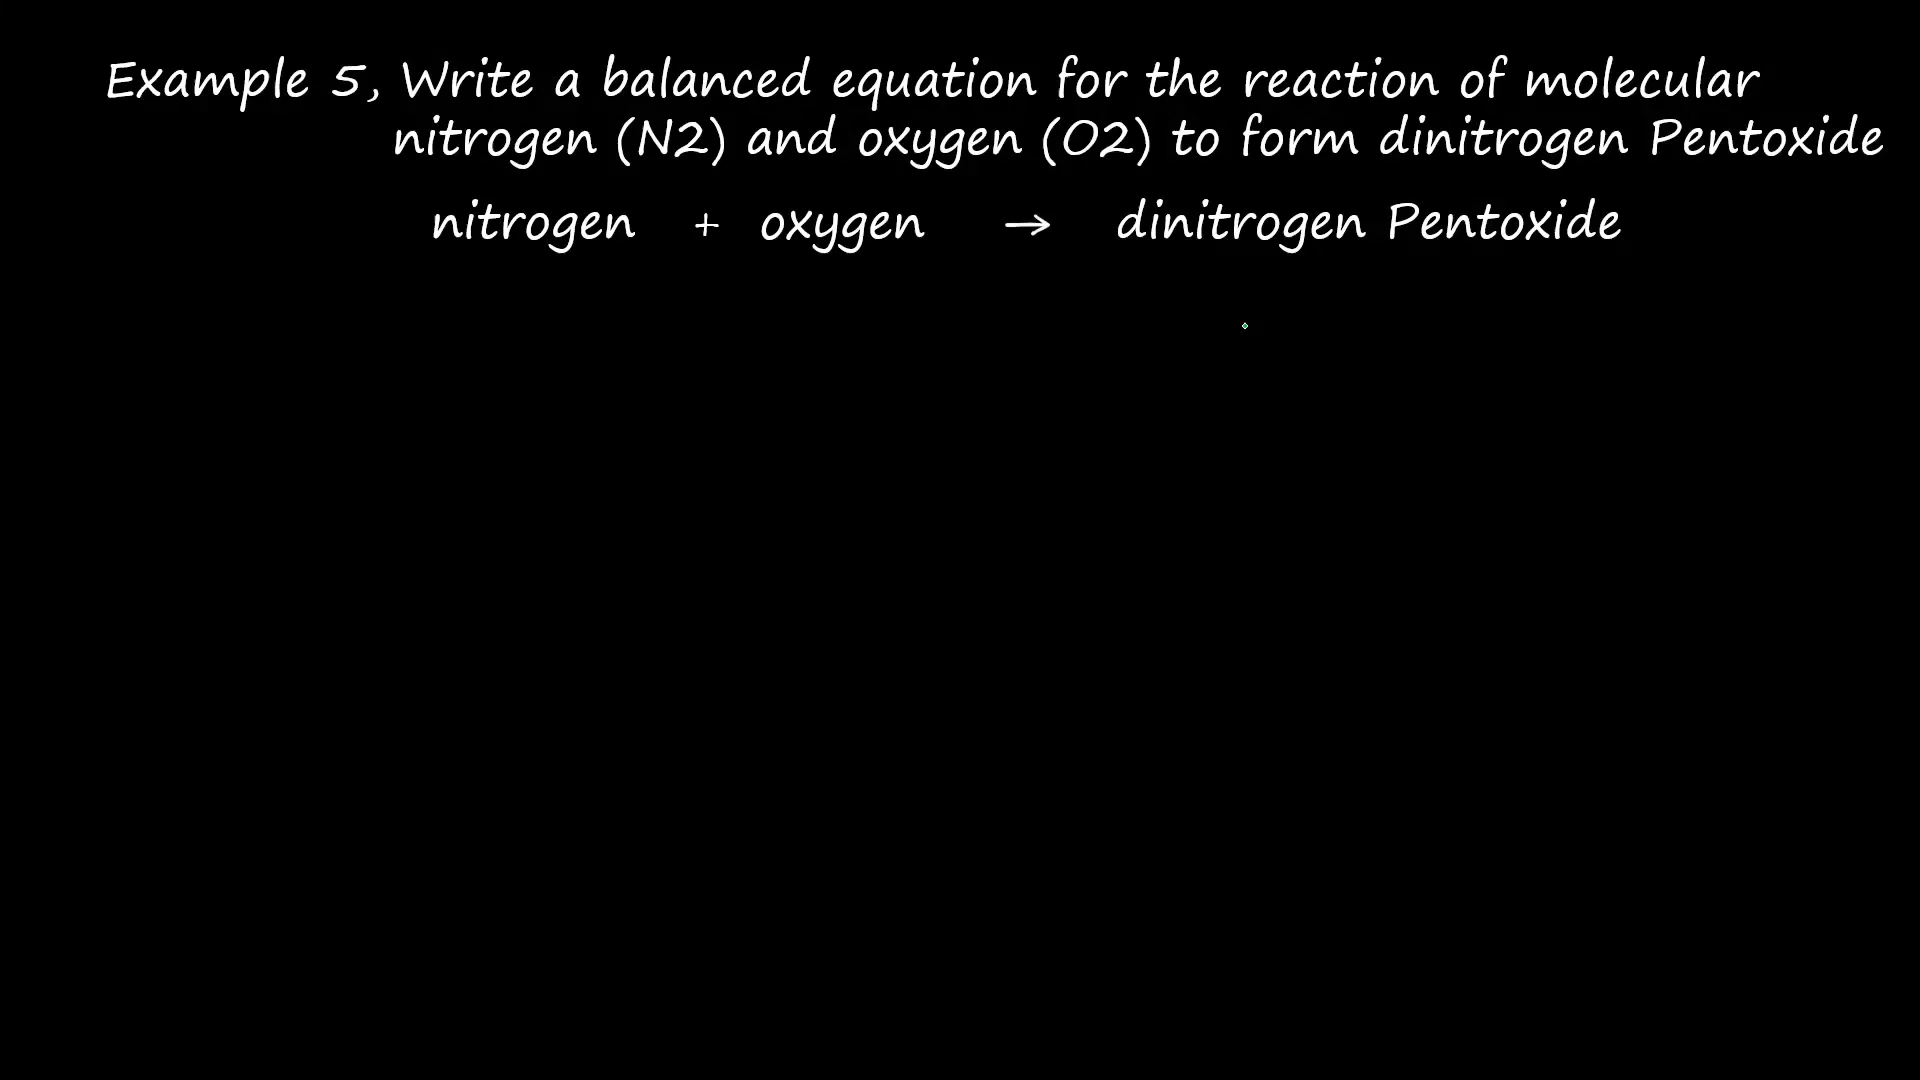 Example 5, Write a balanced equation for the reaction of molecular
nitrogen (N2) and oxygen (O2) to form dinitrogen Pentoxide
nitrogen + oxygen → dinitrogen Pentoxide